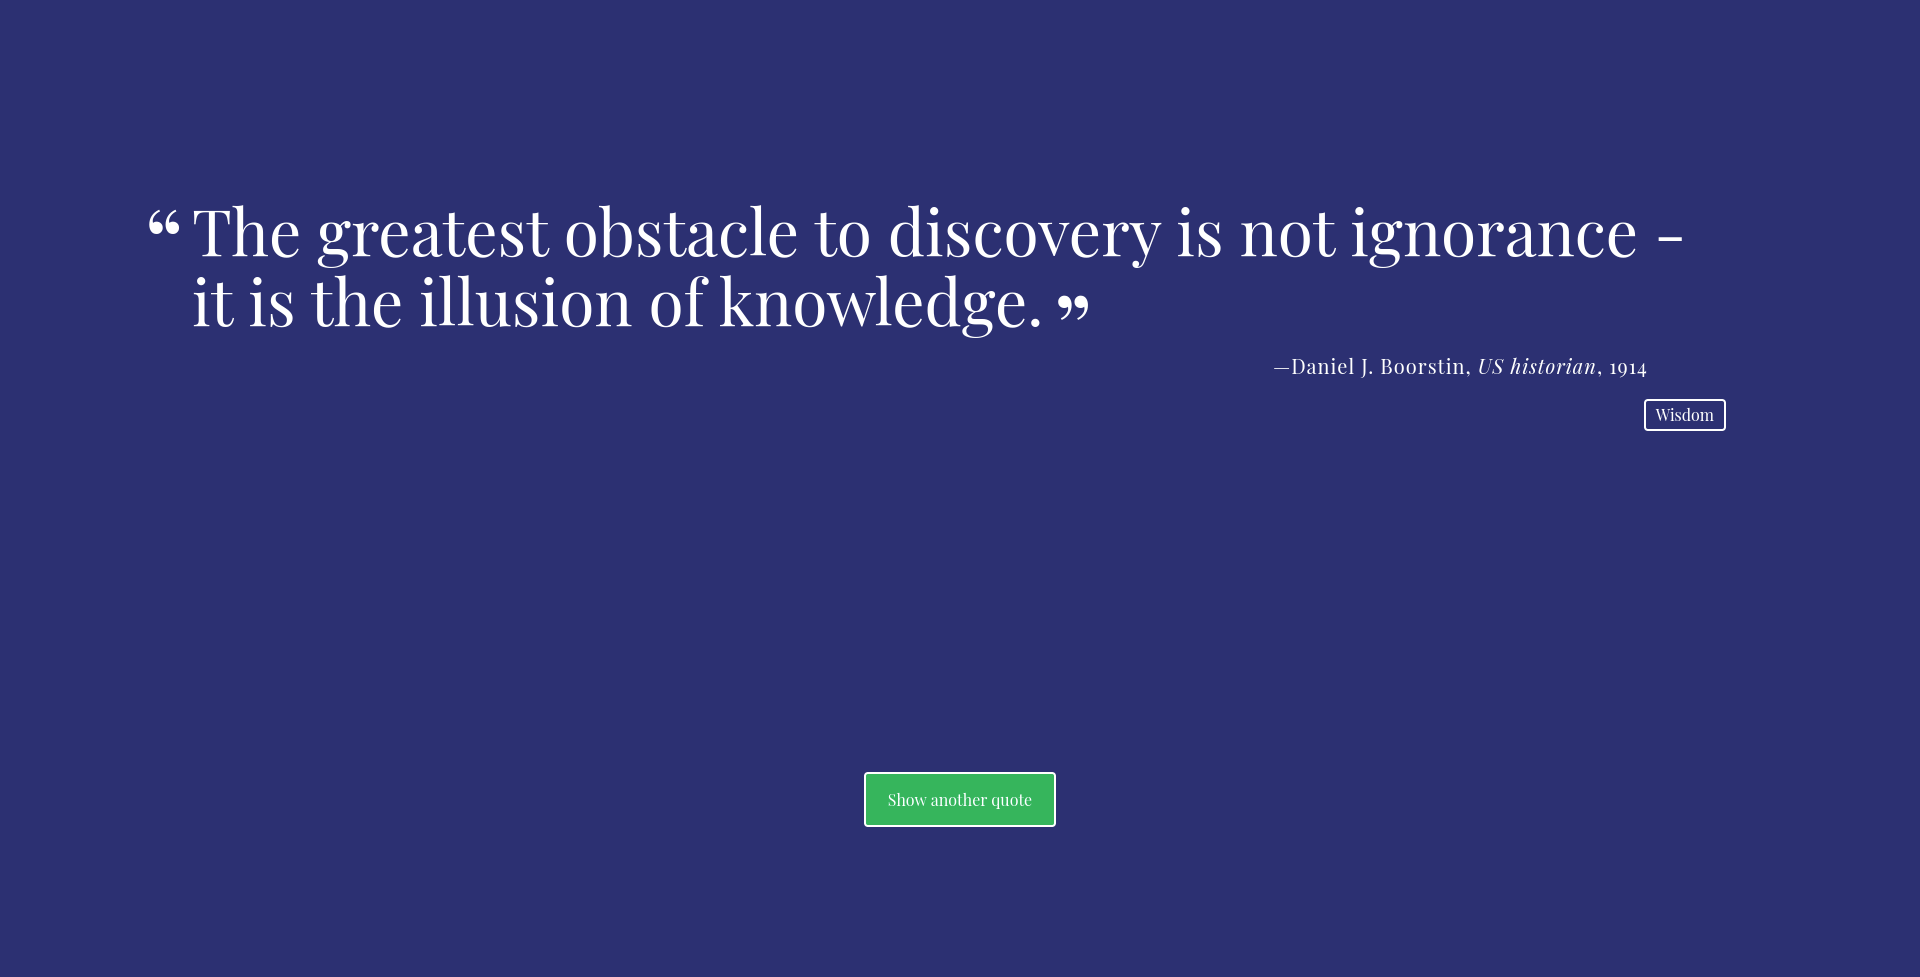 “ The greatest obstacle to discovery is not ignorance -
it is the illusion of knowledge. ”
—Daniel J. Boorstin, US historian, 1914
Wisdom
Show another quote